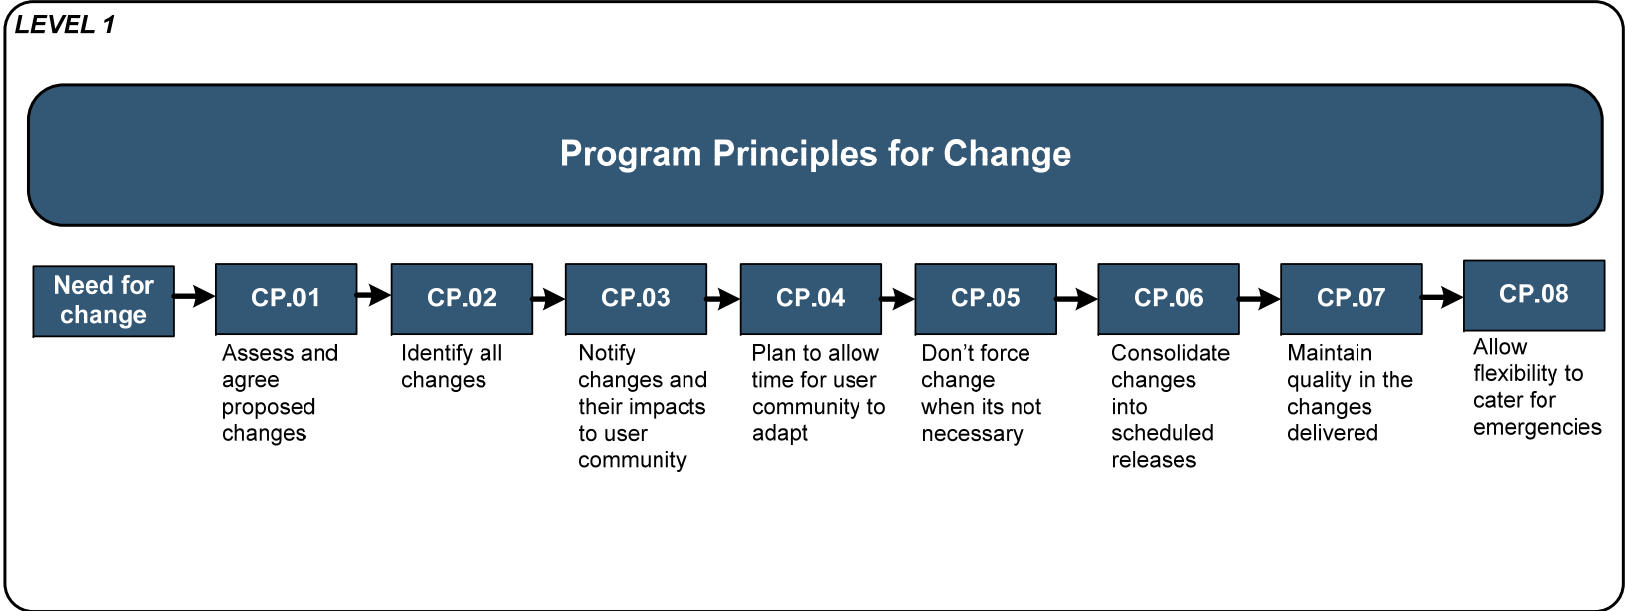 LEVEL 1
Program Principles for Change
Need for
change
CP.01
Assess and
agree
proposed
changes
CP.02
Identify all
changes
CP.03
Notify
changes and
their impacts
to user
community
CP.04
Plan to allow
time for user
community to
adapt
CP.05
Don’t force
change
when its not
necessary
CP.06
Consolidate
changes
into
scheduled
releases
CP.07
Maintain
quality in the
changes
delivered
CP.08
Allow
flexibility to
cater for
emergencies